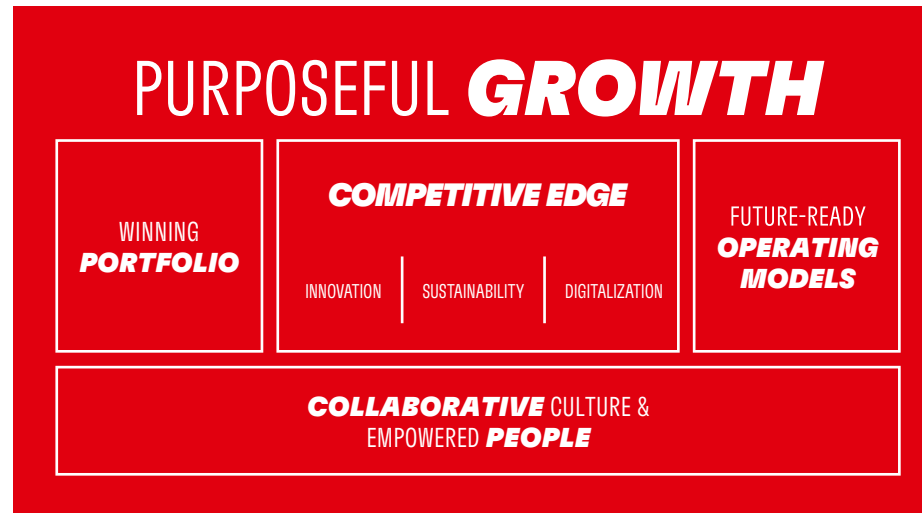 PURPOSEFUL GROWTH
WINNING
PORTFOLIO
COMPETITIVE EDGE
INNOVATION
SUSTAINABILITY
DIGITALIZATION
FUTURE-READY
OPERATING
MODELS
COLLABORATIVE CULTURE &
EMPOWERED PEOPLE